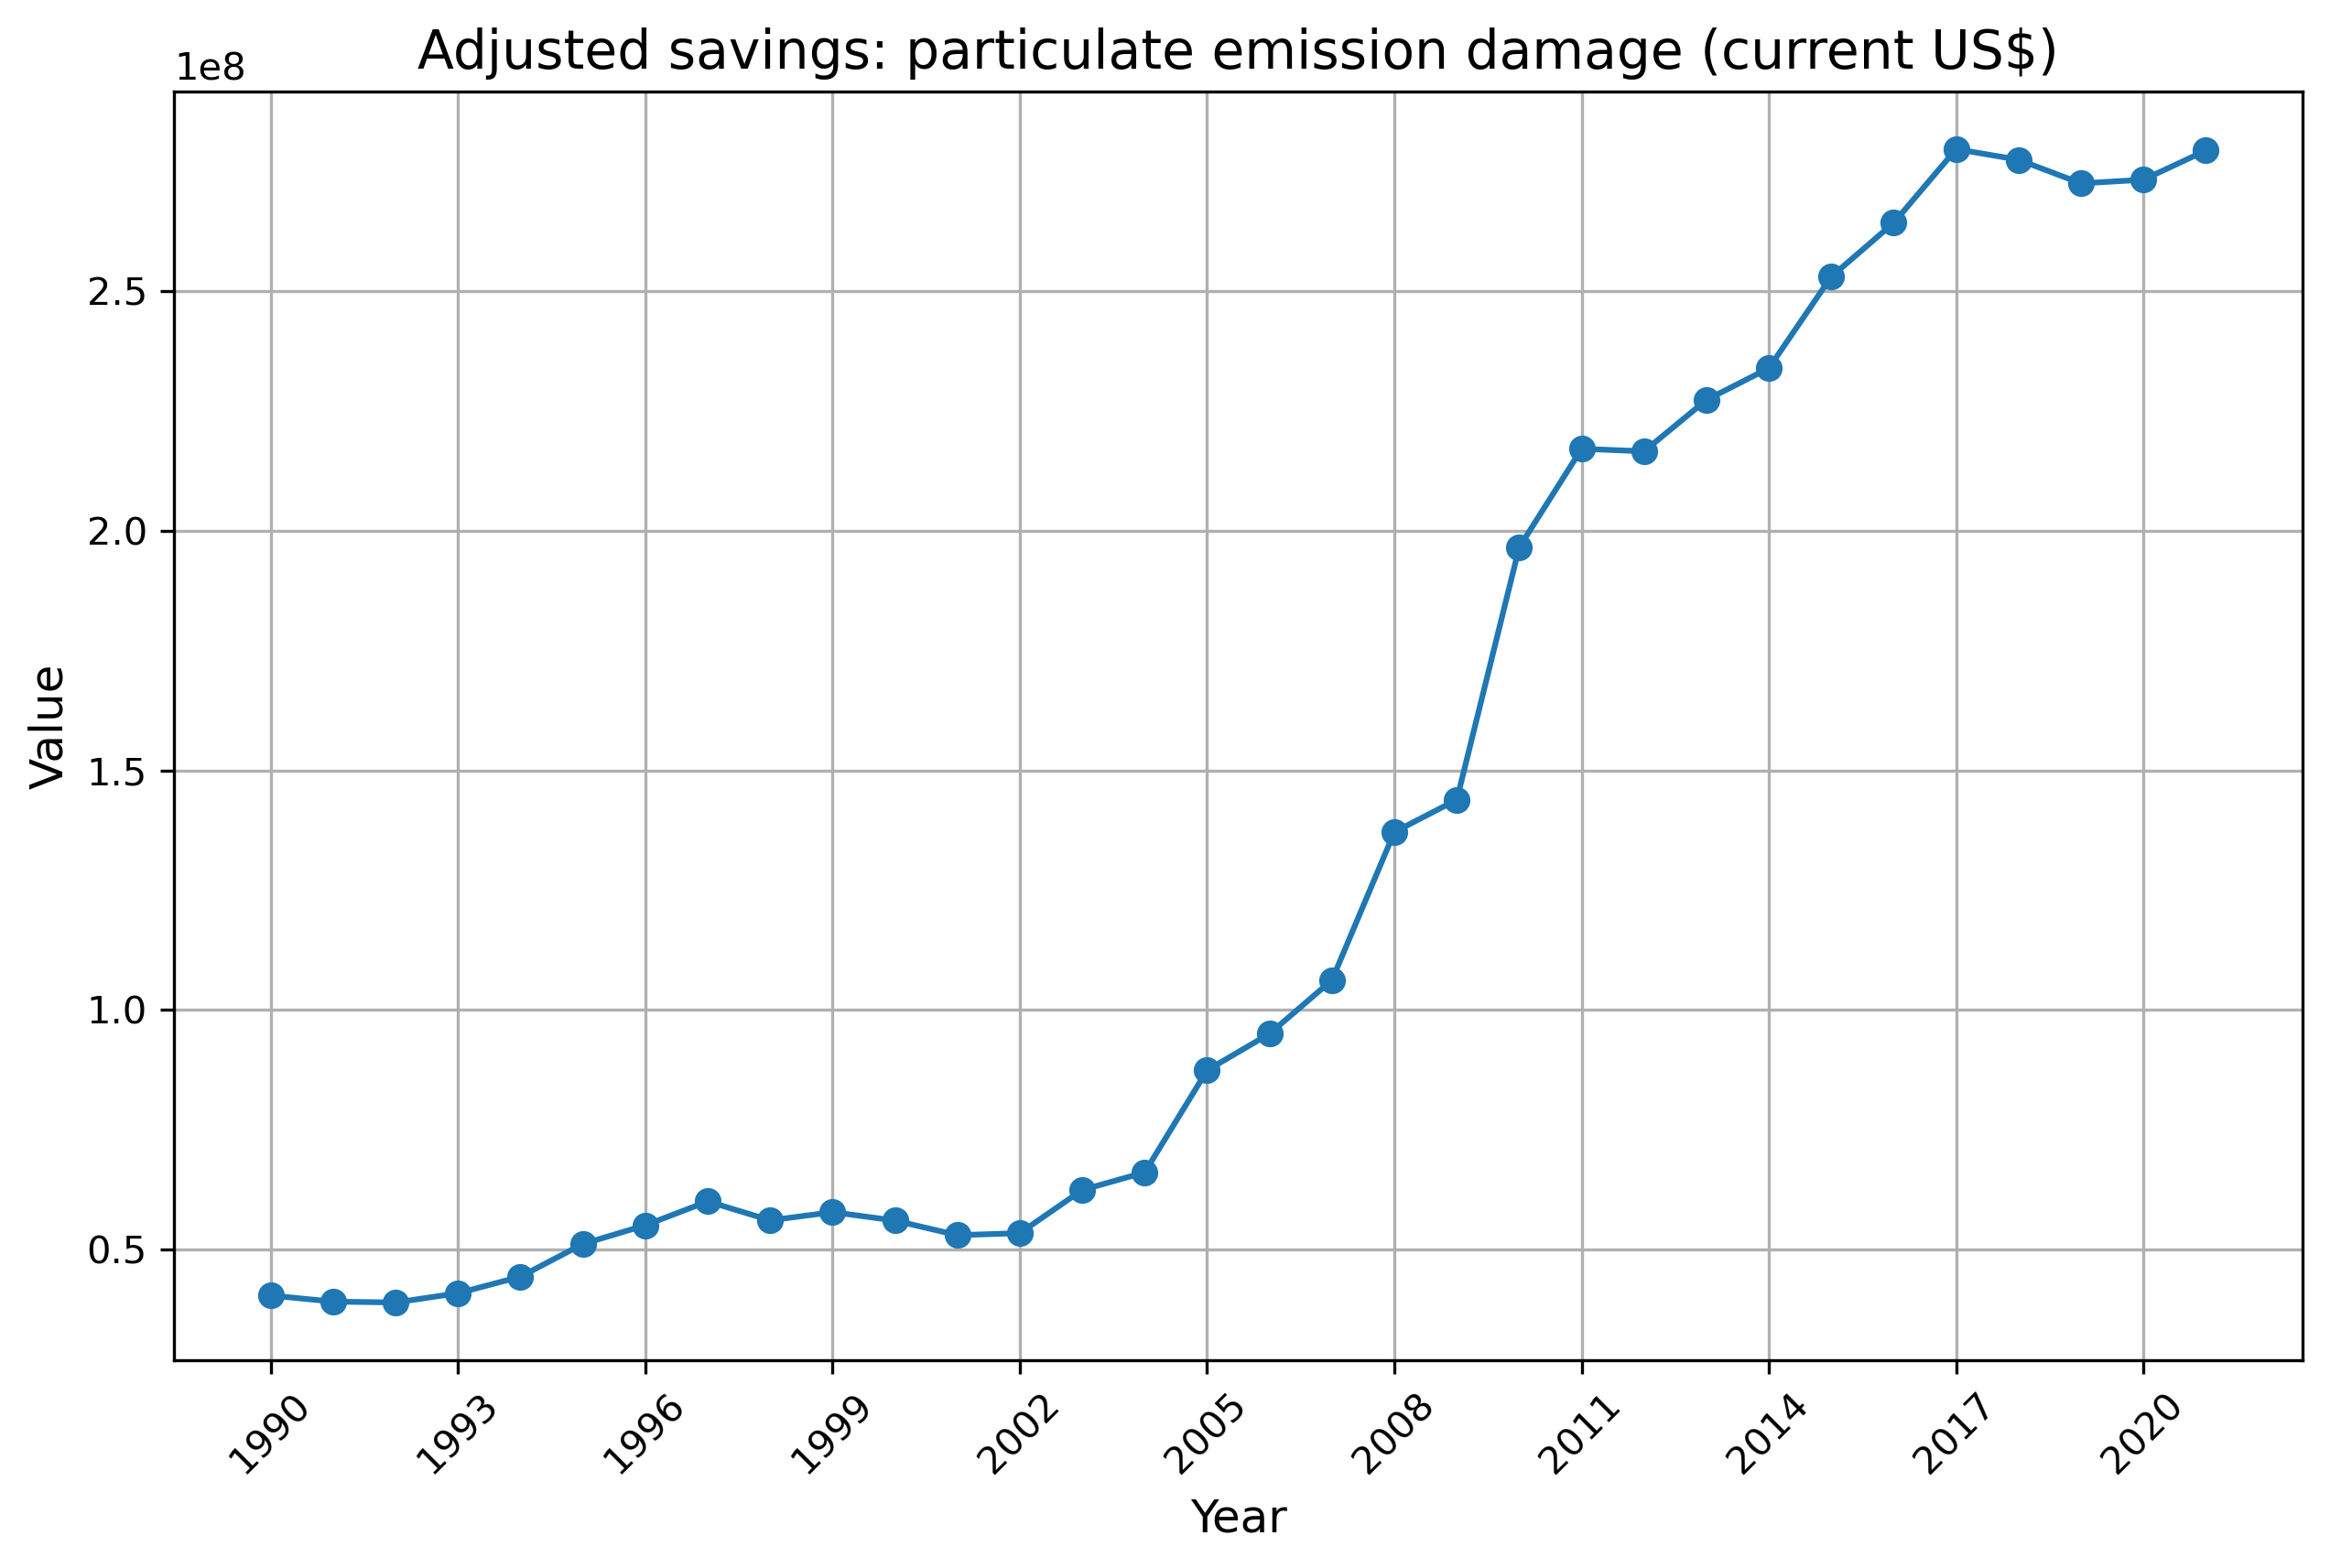 Adjusted savings: particulate emission damage (current US$)
1e8
2.5
2.0
1.5
1.0
0.5
Value
1990 1993 1996 1999 2002 2005 2008 2011 2014 2017 2020
Year